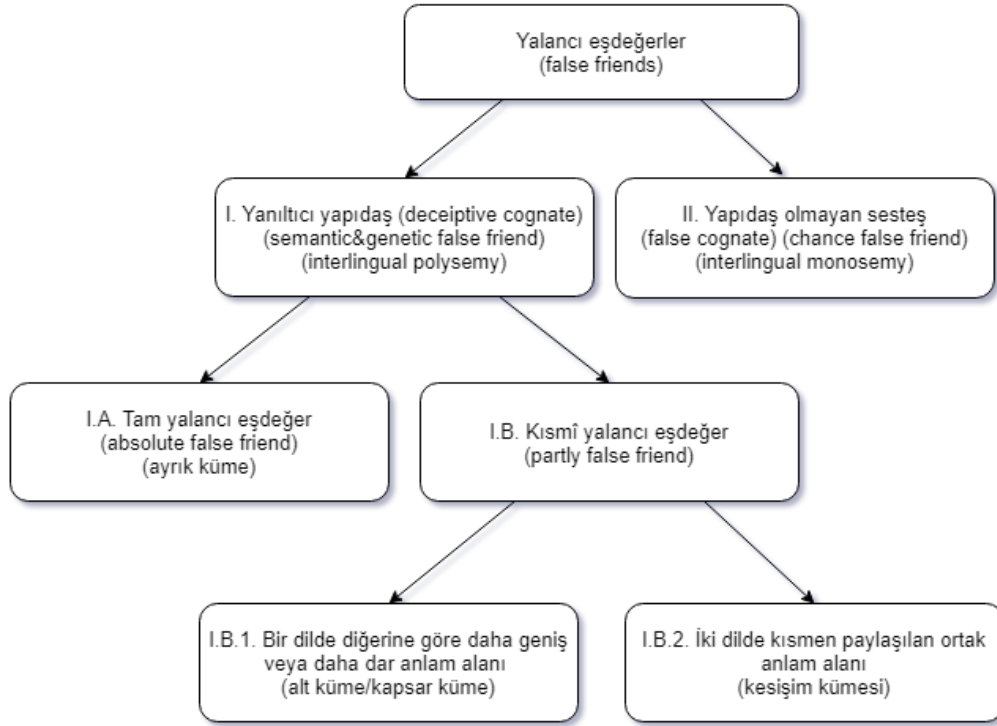 Yalancı eşdeğerler
(false friends)
I. Yanıltıcı yapıdaş (deceiptive cognate)
(semantic&genetic false friend)
(interlingual polysemy)
II. Yapıdaş olmayan sesteş
(false cognate) (chance false friend)
(interlingual monosemy)
I.A. Tam yalancı eşdeğer
(absolute false friend)
(ayrık küme)
I.B. Kısmî yalancı eşdeğer
(partly false friend)
I.B.1. Bir dilde diğerine göre daha geniş
veya daha dar anlam alanı
(alt küme/kapsar küme)
I.B.2. İki dilde kısmen paylaşılan ortak
anlam alanı
(kesişim kümesi)